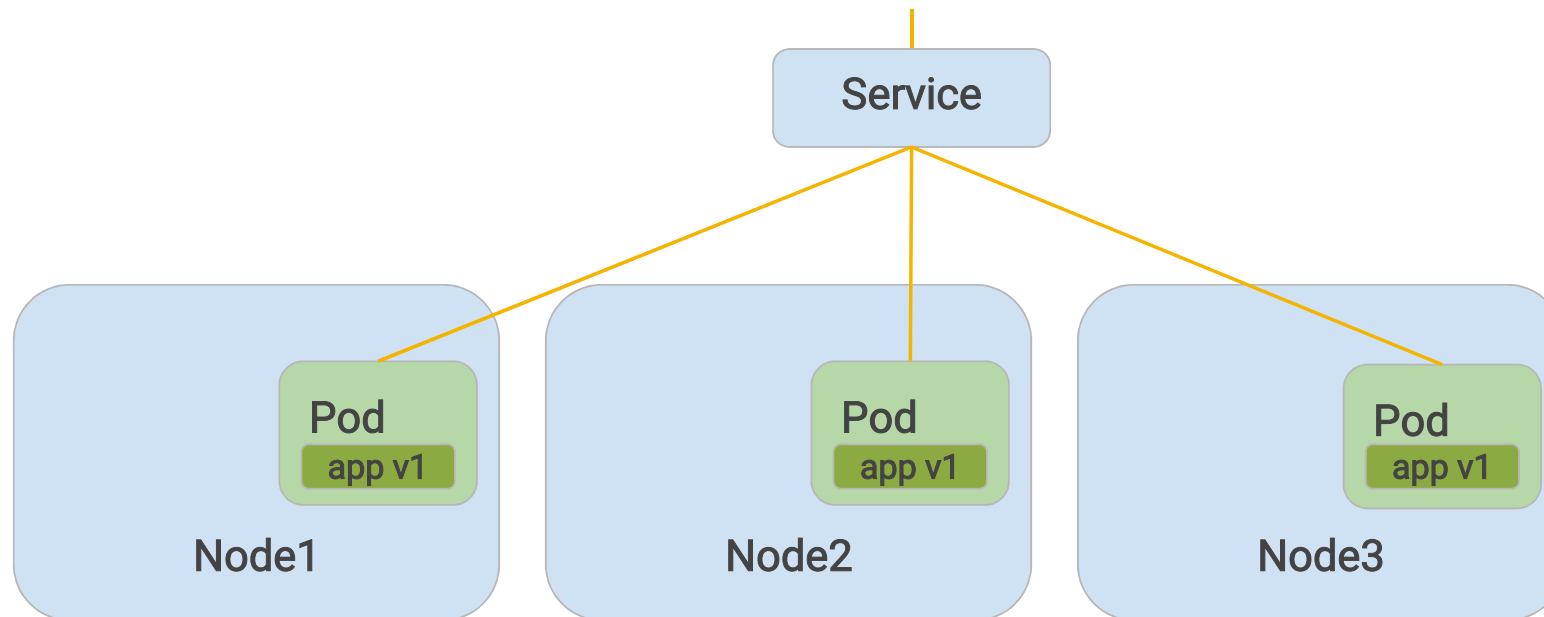 Service
Pod
app v1
Pod
app v1
Pod
app v1
Node1
Node2
Node3